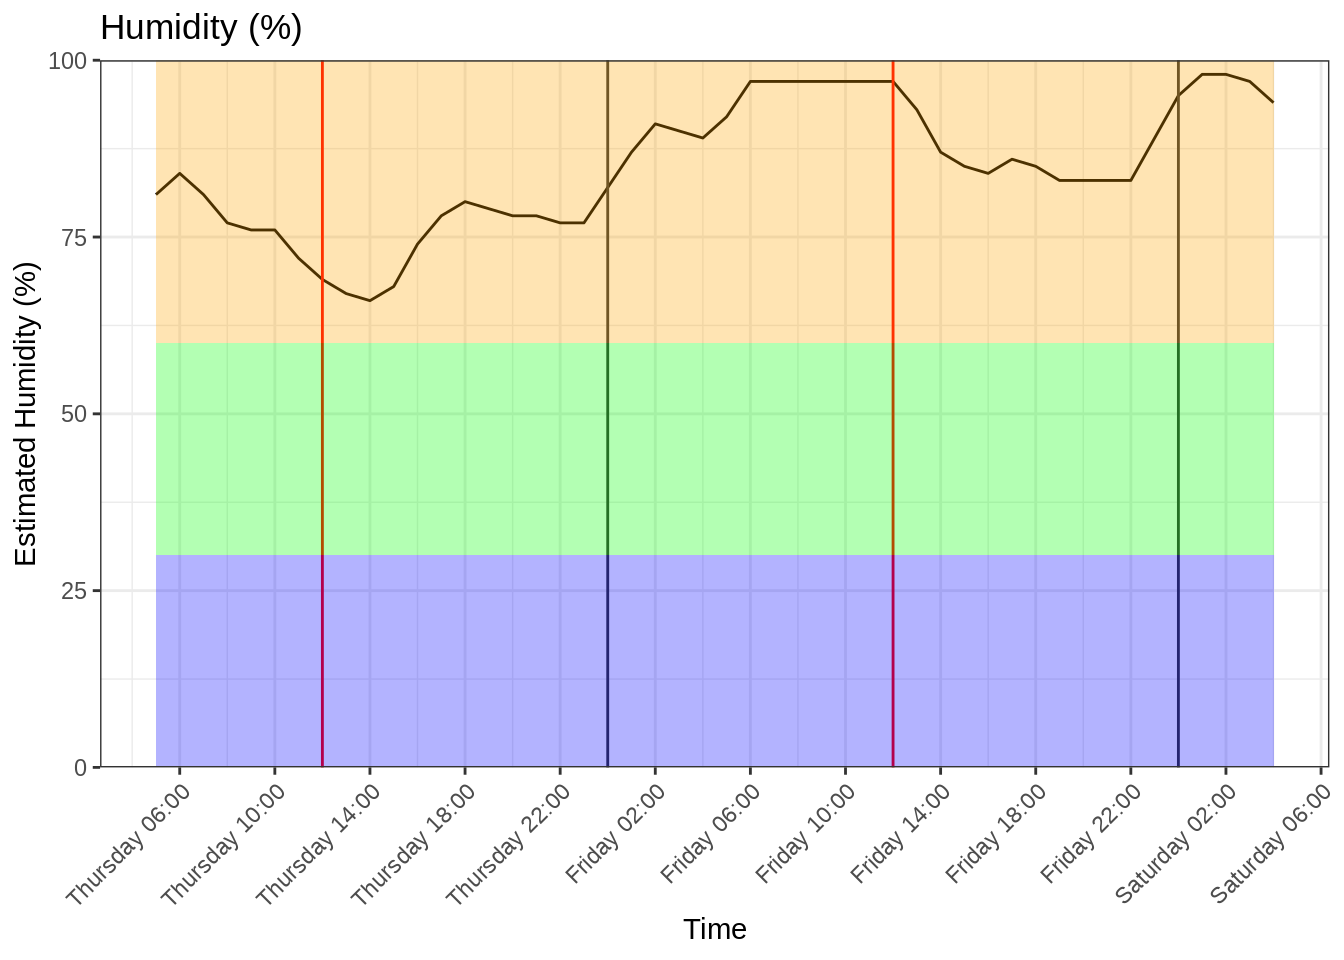 Humidity (%)
Estimated Humidity (%)
100
75
50
25
0
Thursday 06:00
Thursday 10:00
Thursday 14:00
Thursday 18:00
Thursday 22:00
Friday 02:00
Friday 06:00
Friday 10:00
Friday 14:00
Friday 18:00
Friday 22:00
Saturday 02:00
Saturday 06:00
Time